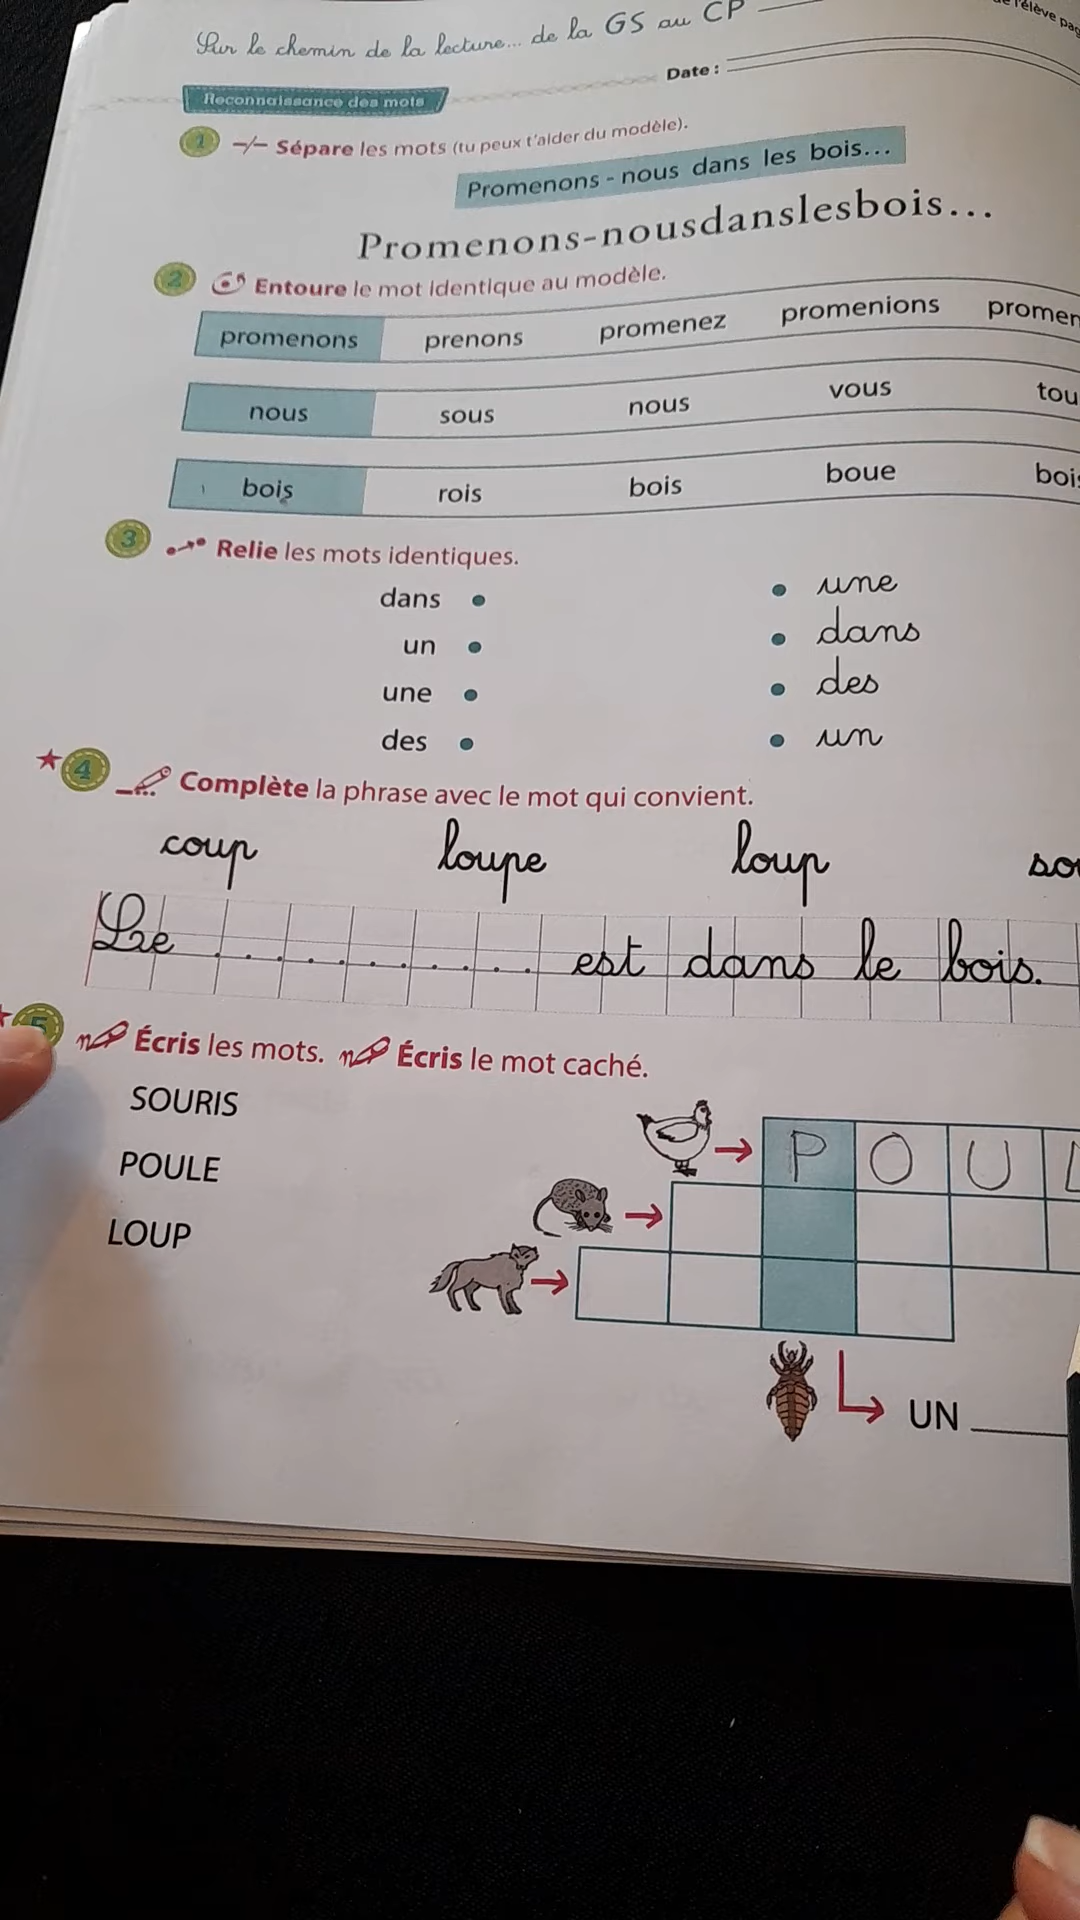 Sur le chemin de la lecture... de la GS au CP
l'élève
Date :
Reconnaissance des mots
1 Sépare les mots (tu peux t'aider du modèle).
Promenons - nous dans les bois...
Promenons-nousdanslesbois...
2 Entoure le mot identique au modèle.
promenons prenons promenez promenions
nous sous nous vous
bois rois bois boue
3 Relie les mots identiques.
dans une
un dans
une des
des un
4 Complète la phrase avec le mot qui convient.
coup loupe loup
Le ........... est dans le bois.
5 Écris les mots. Écris le mot caché.
SOURIS
POULE
LOUP
P O U L
UN